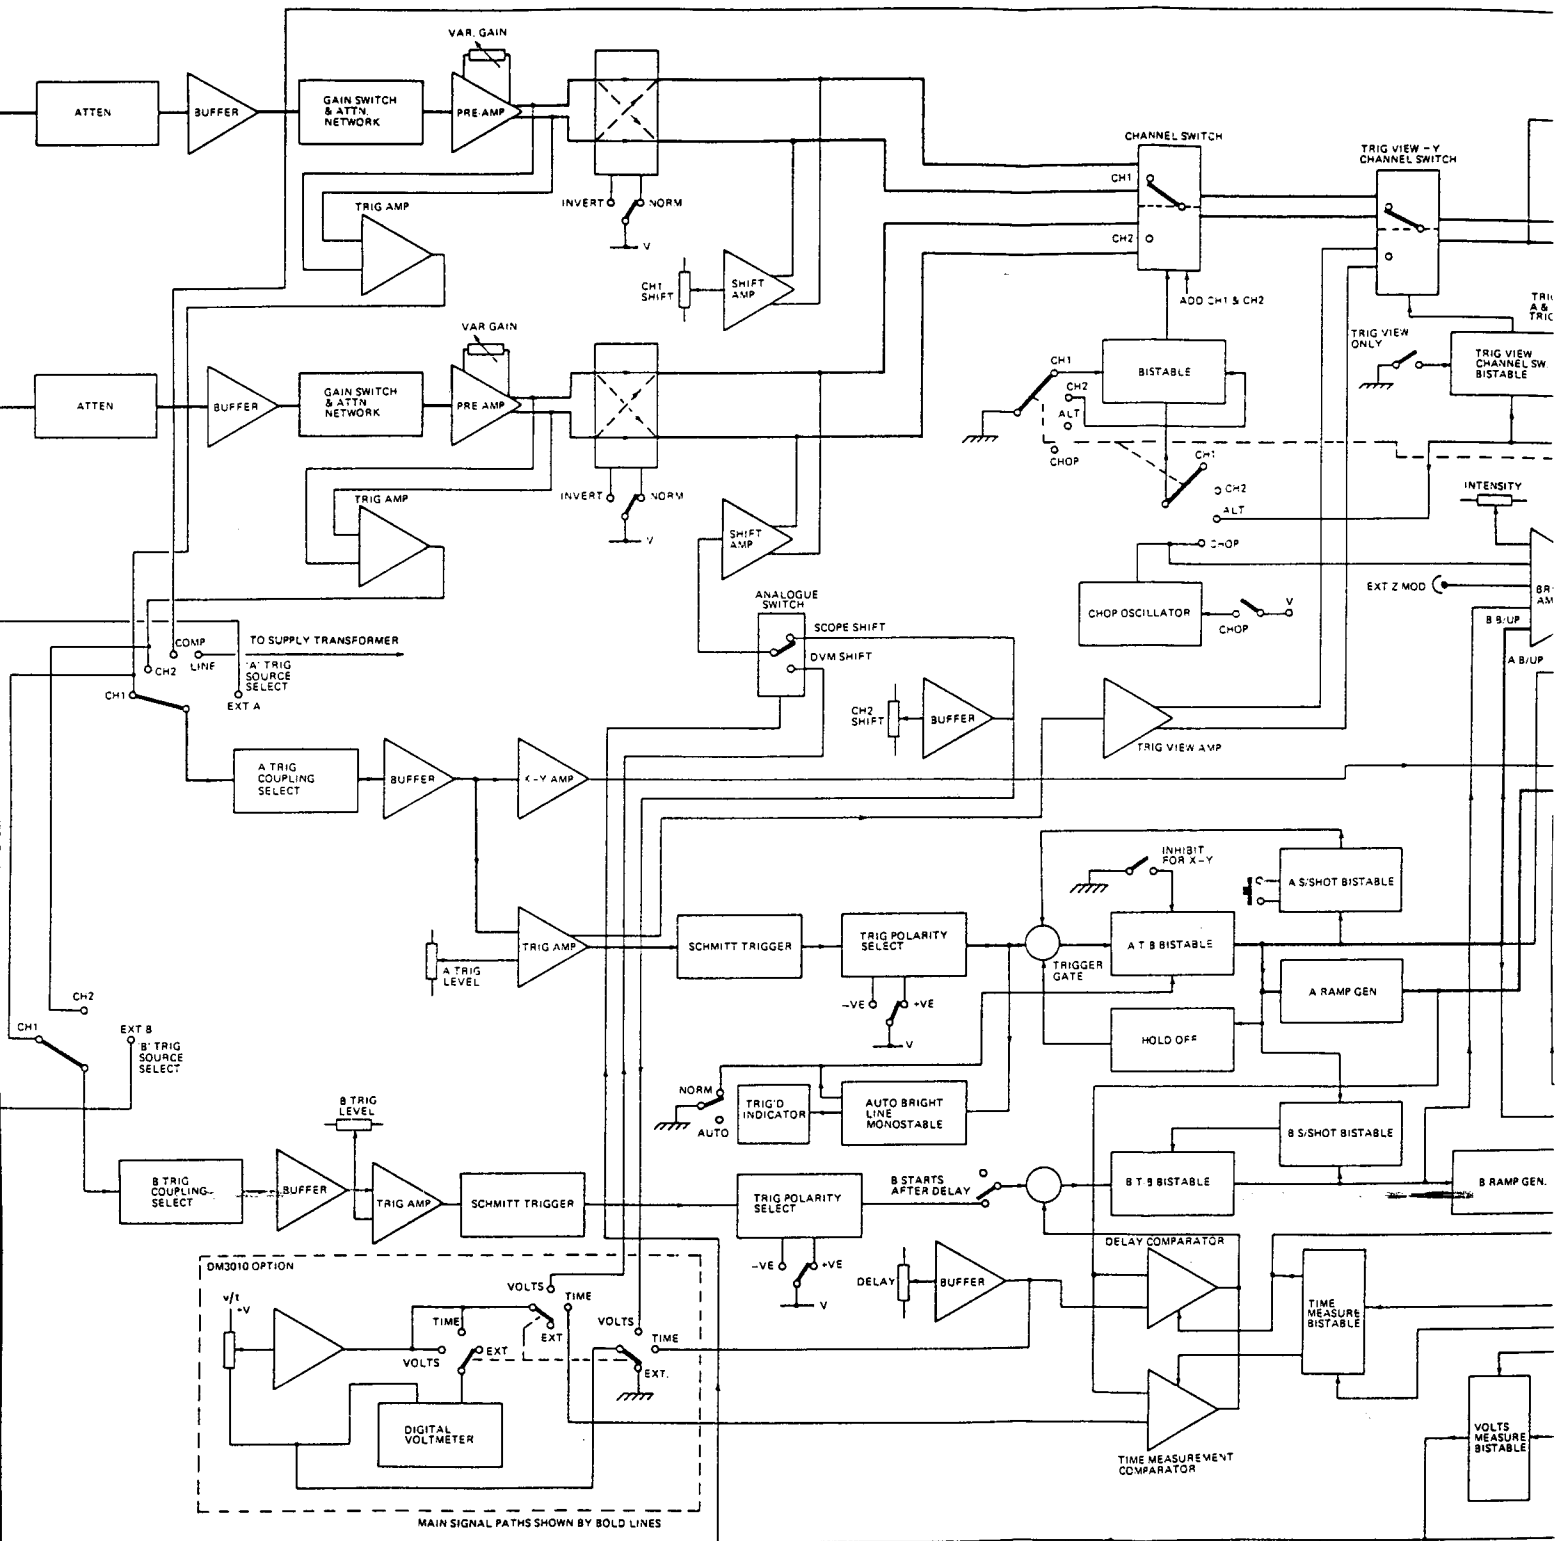 VAR. GAIN
ATTEN
BUFFER
GAIN SWITCH
& ATTN.
NETWORK
PRE-AMP
CHANNEL SWITCH
TRIG VIEW - Y
CHANNEL SWITCH
CH1
CH2
INVERT
NORM
V
TRIG AMP
CH1
SHIFT
SHIFT
AMP
ADD CH1 & CH2
VAR GAIN
ATTEN
BUFFER
GAIN SWITCH
& ATTN
NETWORK
PRE AMP
BISTABLE
CH1
CH2
ALT
CHOP
TRIG VIEW
ONLY
TRIG VIEW
CHANNEL SW.
BISTABLE
A &
INVERT
NORM
V
TRIG AMP
SHIFT
AMP
CH1
CH2
ALT
CHOP
INTENSITY
EXT Z MOD
B B/UP
A B/UP
CHOP OSCILLATOR
CHOP
V
ANALOGUE
SWITCH
SCOPE SHIFT
DVM SHIFT
COMP
LINE
TO SUPPLY TRANSFORMER
CH2
CH1
'A' TRIG
SOURCE
SELECT
EXT A
CH2
SHIFT
BUFFER
TRIG VIEW AMP
A TRIG
COUPLING
SELECT
BUFFER
X-Y AMP
INHIBIT
FOR X-Y
A S/SHOT BISTABLE
TRIG AMP
A TRIG
LEVEL
SCHMITT TRIGGER
TRIG POLARITY
SELECT
-VE
+VE
V
TRIGGER
GATE
A T B BISTABLE
A RAMP GEN
HOLD OFF
CH2
CH1
EXT B
'B' TRIG
SOURCE
SELECT
NORM
AUTO
TRIG'D
INDICATOR
AUTO BRIGHT
LINE
MONOSTABLE
B S/SHOT BISTABLE
B TRIG
LEVEL
B TRIG
COUPLING
SELECT
BUFFER
TRIG AMP
SCHMITT TRIGGER
TRIG POLARITY
SELECT
-VE
+VE
V
B STARTS
AFTER DELAY
B T B BISTABLE
B RAMP GEN.
DELAY
BUFFER
DELAY COMPARATOR
TIME
MEASURE
BISTABLE
DM3010 OPTION
v/t
+V
TIME
VOLTS
EXT
VOLTS
TIME
EXT
VOLTS
TIME
EXT.
DIGITAL
VOLTMETER
TIME MEASUREMENT
COMPARATOR
VOLTS
MEASURE
BISTABLE
MAIN SIGNAL PATHS SHOWN BY BOLD LINES